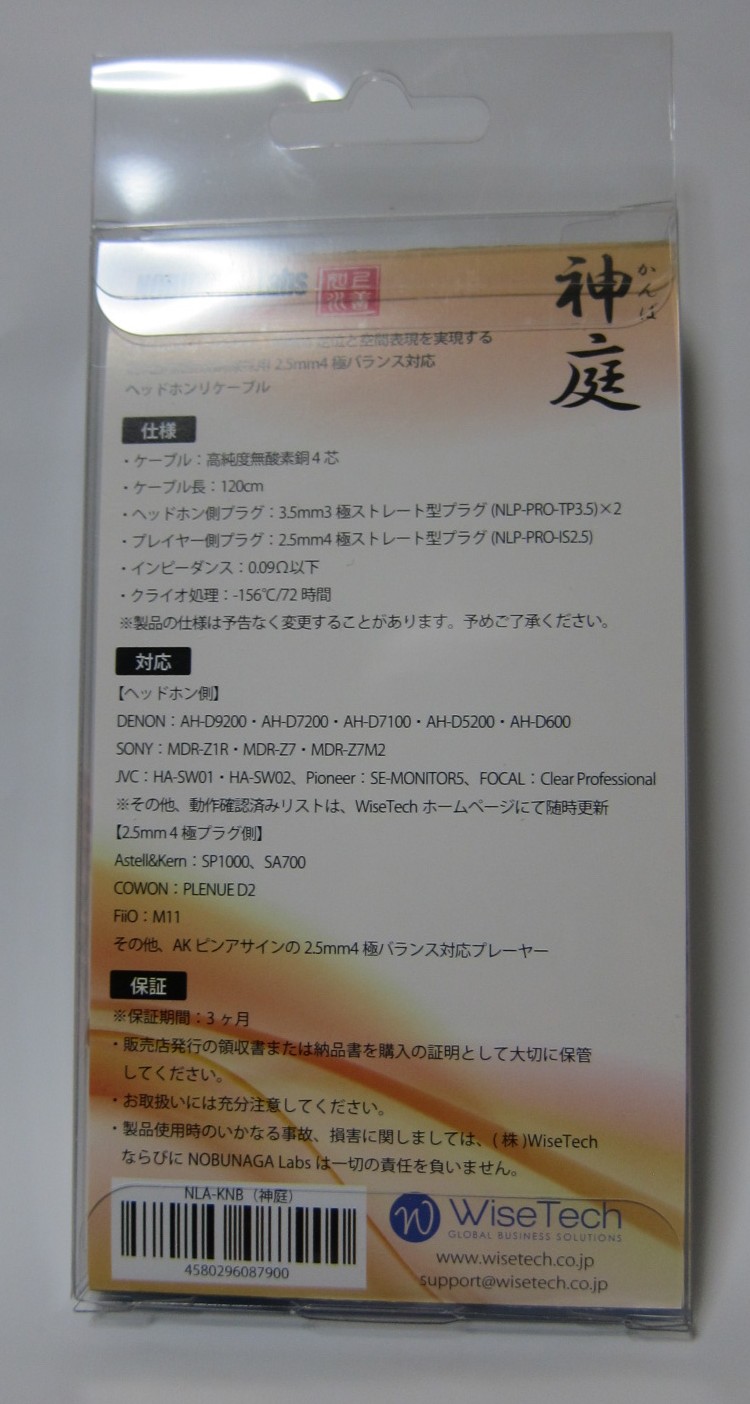 Labs
神庭
かんば
と空間表現を実現する
2.5mm4 極バランス対応
ヘッドホンリケーブル
仕様
・ケーブル：高純度無酸素銅 4 芯
・ケーブル長：120cm
・ヘッドホン側プラグ：3.5mm3 極ストレート型プラグ (NLP-PRO-TP3.5)×2
・プレイヤー側プラグ：2.5mm4 極ストレート型プラグ (NLP-PRO-IS2.5)
・インピーダンス：0.09Ω以下
・クライオ処理：-156℃/72 時間
※製品の仕様は予告なく変更することがあります。予めご了承ください。
対応
【ヘッドホン側】
DENON：AH-D9200・AH-D7200・AH-D7100・AH-D5200・AH-D600
SONY：MDR-Z1R・MDR-Z7・MDR-Z7M2
JVC：HA-SW01・HA-SW02、Pioneer：SE-MONITOR5、FOCAL：Clear Professional
※その他、動作確認済みリストは、WiseTech ホームページにて随時更新
【2.5mm 4 極プラグ側】
Astell&Kern：SP1000、SA700
COWON：PLENUE D2
FiiO：M11
その他、AK ピンアサインの 2.5mm4 極バランス対応プレーヤー
保証
※保証期間：3 ヶ月
・販売店発行の領収書または納品書を購入の証明として大切に保管
してください。
・お取扱いには充分注意してください。
・製品使用時のいかなる事故、損害に関しましては、( 株 )WiseTech
ならびに NOBUNAGA Labs は一切の責任を負いません。
NLA-KNB（神庭）
4580296087900
WiseTech
GLOBAL BUSINESS SOLUTIONS
www.wisetech.co.jp
support@wisetech.co.jp